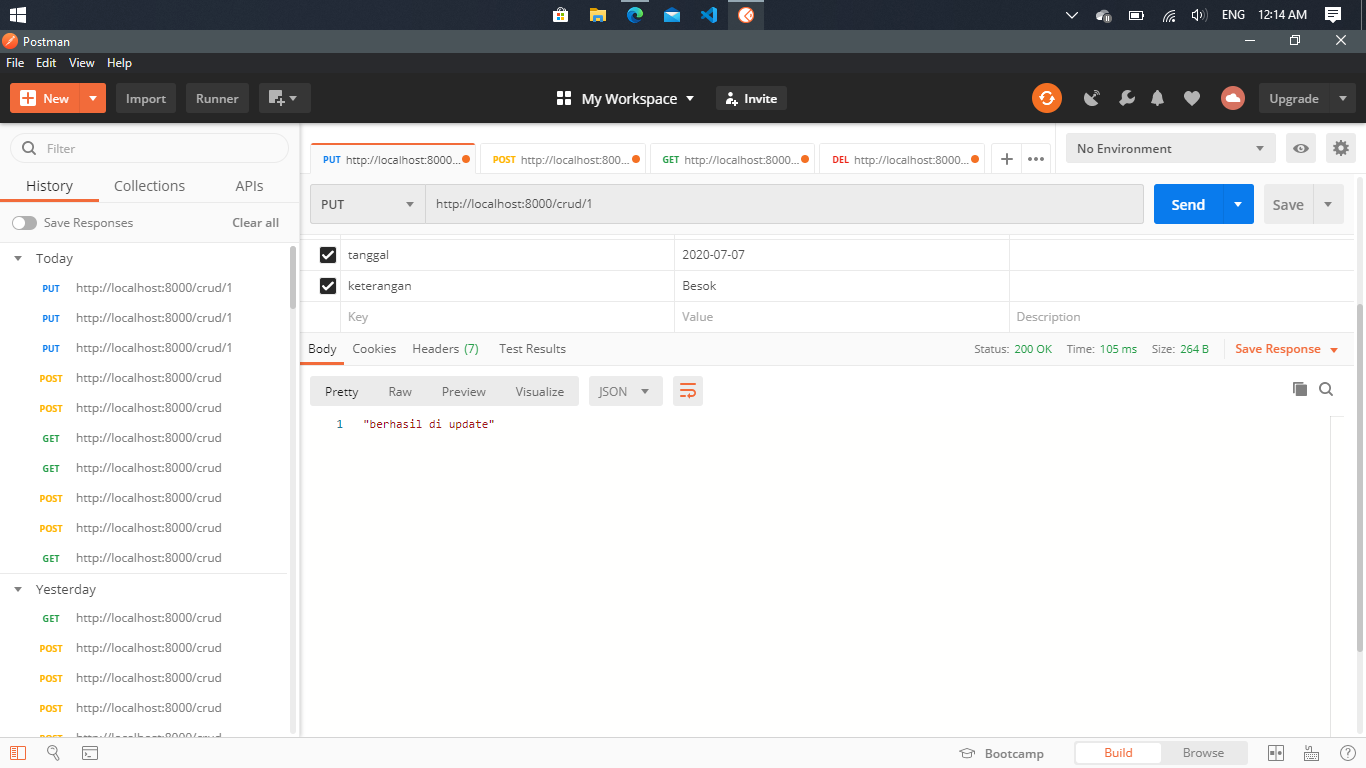 ENG 12:14 AM
Postman
File Edit View Help
New Import Runner My Workspace Invite Upgrade
Filter
History Collections APIs
Save Responses Clear all
Today
PUT http://localhost:8000/crud/1
PUT http://localhost:8000/crud/1
PUT http://localhost:8000/crud/1
POST http://localhost:8000/crud
POST http://localhost:8000/crud
GET http://localhost:8000/crud
GET http://localhost:8000/crud
POST http://localhost:8000/crud
POST http://localhost:8000/crud
GET http://localhost:8000/crud
Yesterday
GET http://localhost:8000/crud
POST http://localhost:8000/crud
POST http://localhost:8000/crud
POST http://localhost:8000/crud
POST http://localhost:8000/crud
PUT http://localhost:8000... POST http://localhost:800... GET http://localhost:8000... DEL http://localhost:8000... No Environment
PUT http://localhost:8000/crud/1 Send Save
tanggal 2020-07-07
keterangan Besok
Key Value Description
Body Cookies Headers (7) Test Results Status: 200 OK Time: 105 ms Size: 264 B Save Response
Pretty Raw Preview Visualize JSON
1 "berhasil di update"
Bootcamp Build Browse